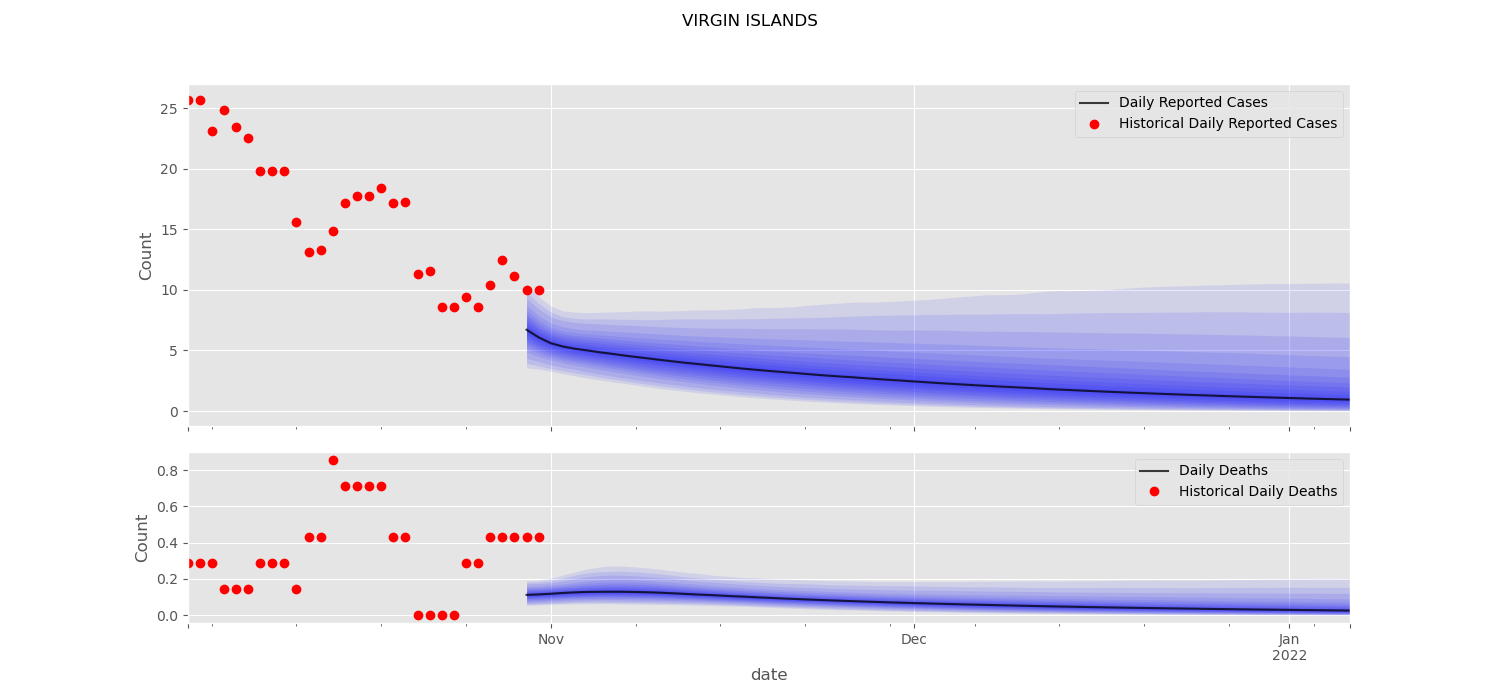 VIRGIN ISLANDS
25
20
15
10
5
0
Count
Daily Reported Cases
Historical Daily Reported Cases
0.8
0.6
0.4
0.2
0.0
Count
Daily Deaths
Historical Daily Deaths
Nov
Dec
Jan
2022
date